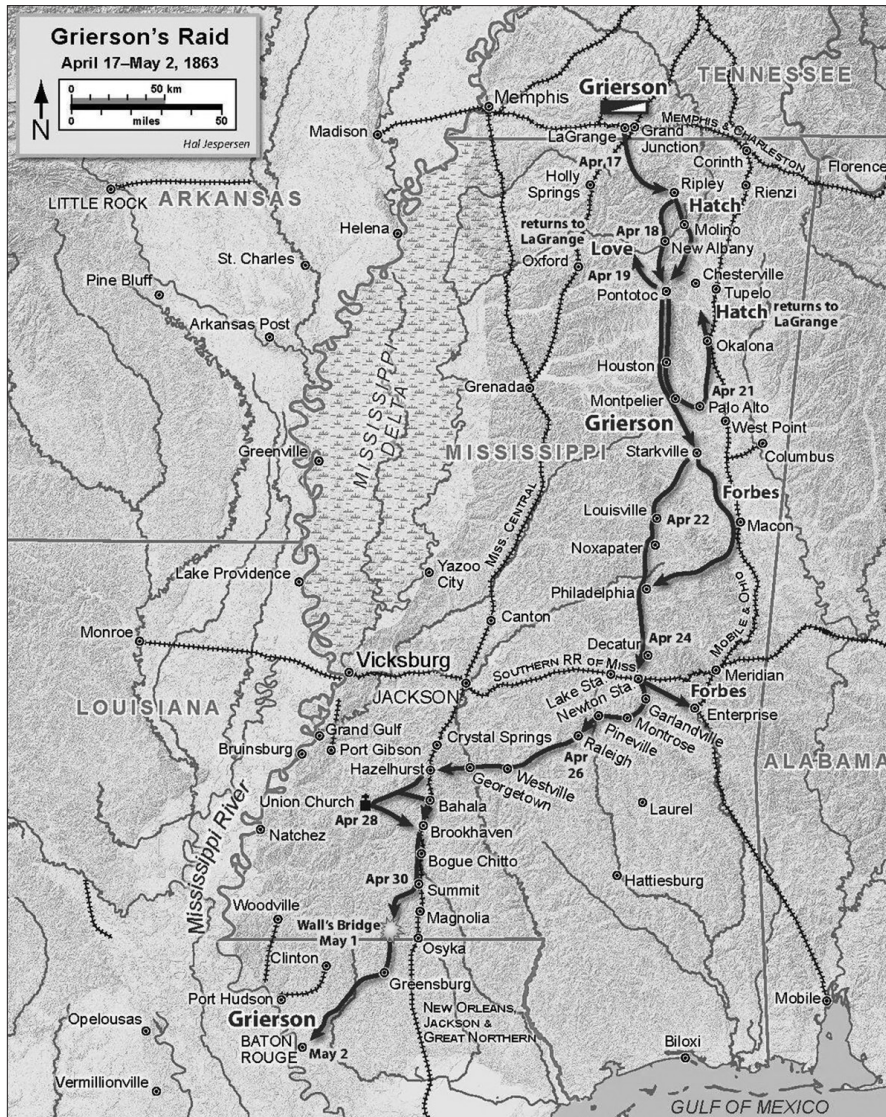 Grierson's Raid
April 17–May 2, 1863
0 50 km
0 miles 50
N
Hal Jespersen
TENNESSEE
Grierson
Memphis
MEMPHIS & CHARLESTON
Madison
LaGrange
Grand
Junction
Corinth
Florence
Apr 17
Holly
Springs
Ripley
Rienzi
LITTLE ROCK
ARKANSAS
Hatch
Helena
returns to
LaGrange
Apr 18
Molino
Love
New Albany
St. Charles
Oxford
Apr 19
Chesterville
Pine Bluff
Pontotoc
Tupelo
Hatch
returns to
LaGrange
Arkansas Post
Okalona
MISSISSIPPI
DELTA
Houston
Grenada
Apr 21
Montpelier
Palo Alto
Grierson
West Point
MISSISSIPPI
Starkville
Columbus
Greenville
Forbes
Louisville
Apr 22
Macon
MISS. CENTRAL
Noxapater
Lake Providence
Yazoo
City
Philadelphia
Canton
MOBILE & OHIO
Monroe
Decatur
Apr 24
Vicksburg
SOUTHERN RR OF MISS
Meridian
JACKSON
Lake Sta
Newton Sta
Forbes
LOUISIANA
Enterprise
Garlandville
Montrose
Grand Gulf
Crystal Springs
Pineville
Bruinsburg
Port Gibson
Raleigh
ALABAMA
Hazelhurst
Apr
26
Westville
Georgetown
Union Church
Bahala
Laurel
Apr 28
Mississippi River
Natchez
Brookhaven
Bogue Chitto
Apr 30
Summit
Hattiesburg
Woodville
Magnolia
Wall's Bridge
May 1
Osyka
Clinton
Greensburg
Port Hudson
Mobile
Grierson
NEW ORLEANS,
JACKSON &
GREAT NORTHERN
Opelousas
BATON
ROUGE
May 2
Biloxi
Vermillionville
GULF OF MEXICO